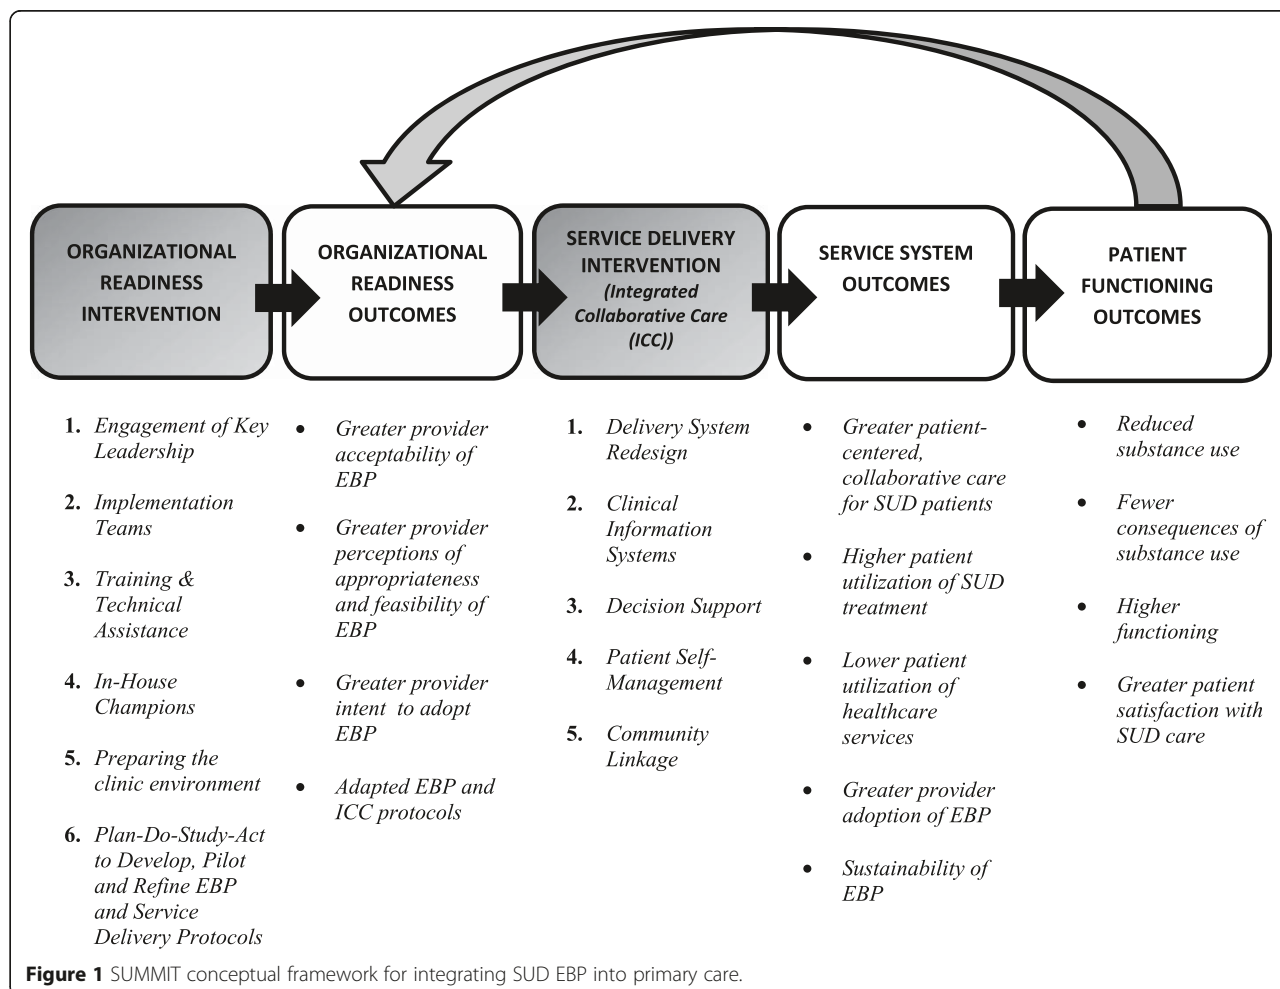 ORGANIZATIONAL
READINESS
INTERVENTION
ORGANIZATIONAL
READINESS
OUTCOMES
SERVICE DELIVERY
INTERVENTION
(Integrated
Collaborative Care
(ICC))
SERVICE SYSTEM
OUTCOMES
PATIENT
FUNCTIONING
OUTCOMES
1. Engagement of Key
Leadership
2. Implementation
Teams
3. Training &
Technical
Assistance
4. In-House
Champions
5. Preparing the
clinic environment
6. Plan-Do-Study-Act
to Develop, Pilot
and Refine EBP
and Service
Delivery Protocols
• Greater provider
acceptability of
EBP
• Greater provider
perceptions of
appropriateness
and feasibility of
EBP
• Greater provider
intent to adopt
EBP
• Adapted EBP and
ICC protocols
1. Delivery System
Redesign
2. Clinical
Information
Systems
3. Decision Support
4. Patient Self-
Management
5. Community
Linkage
• Greater patient-
centered,
collaborative care
for SUD patients
• Higher patient
utilization of SUD
treatment
• Lower patient
utilization of
healthcare
services
• Greater provider
adoption of EBP
• Sustainability of
EBP
• Reduced
substance use
• Fewer
consequences of
substance use
• Higher
functioning
• Greater patient
satisfaction with
SUD care
Figure 1 SUMMIT conceptual framework for integrating SUD EBP into primary care.